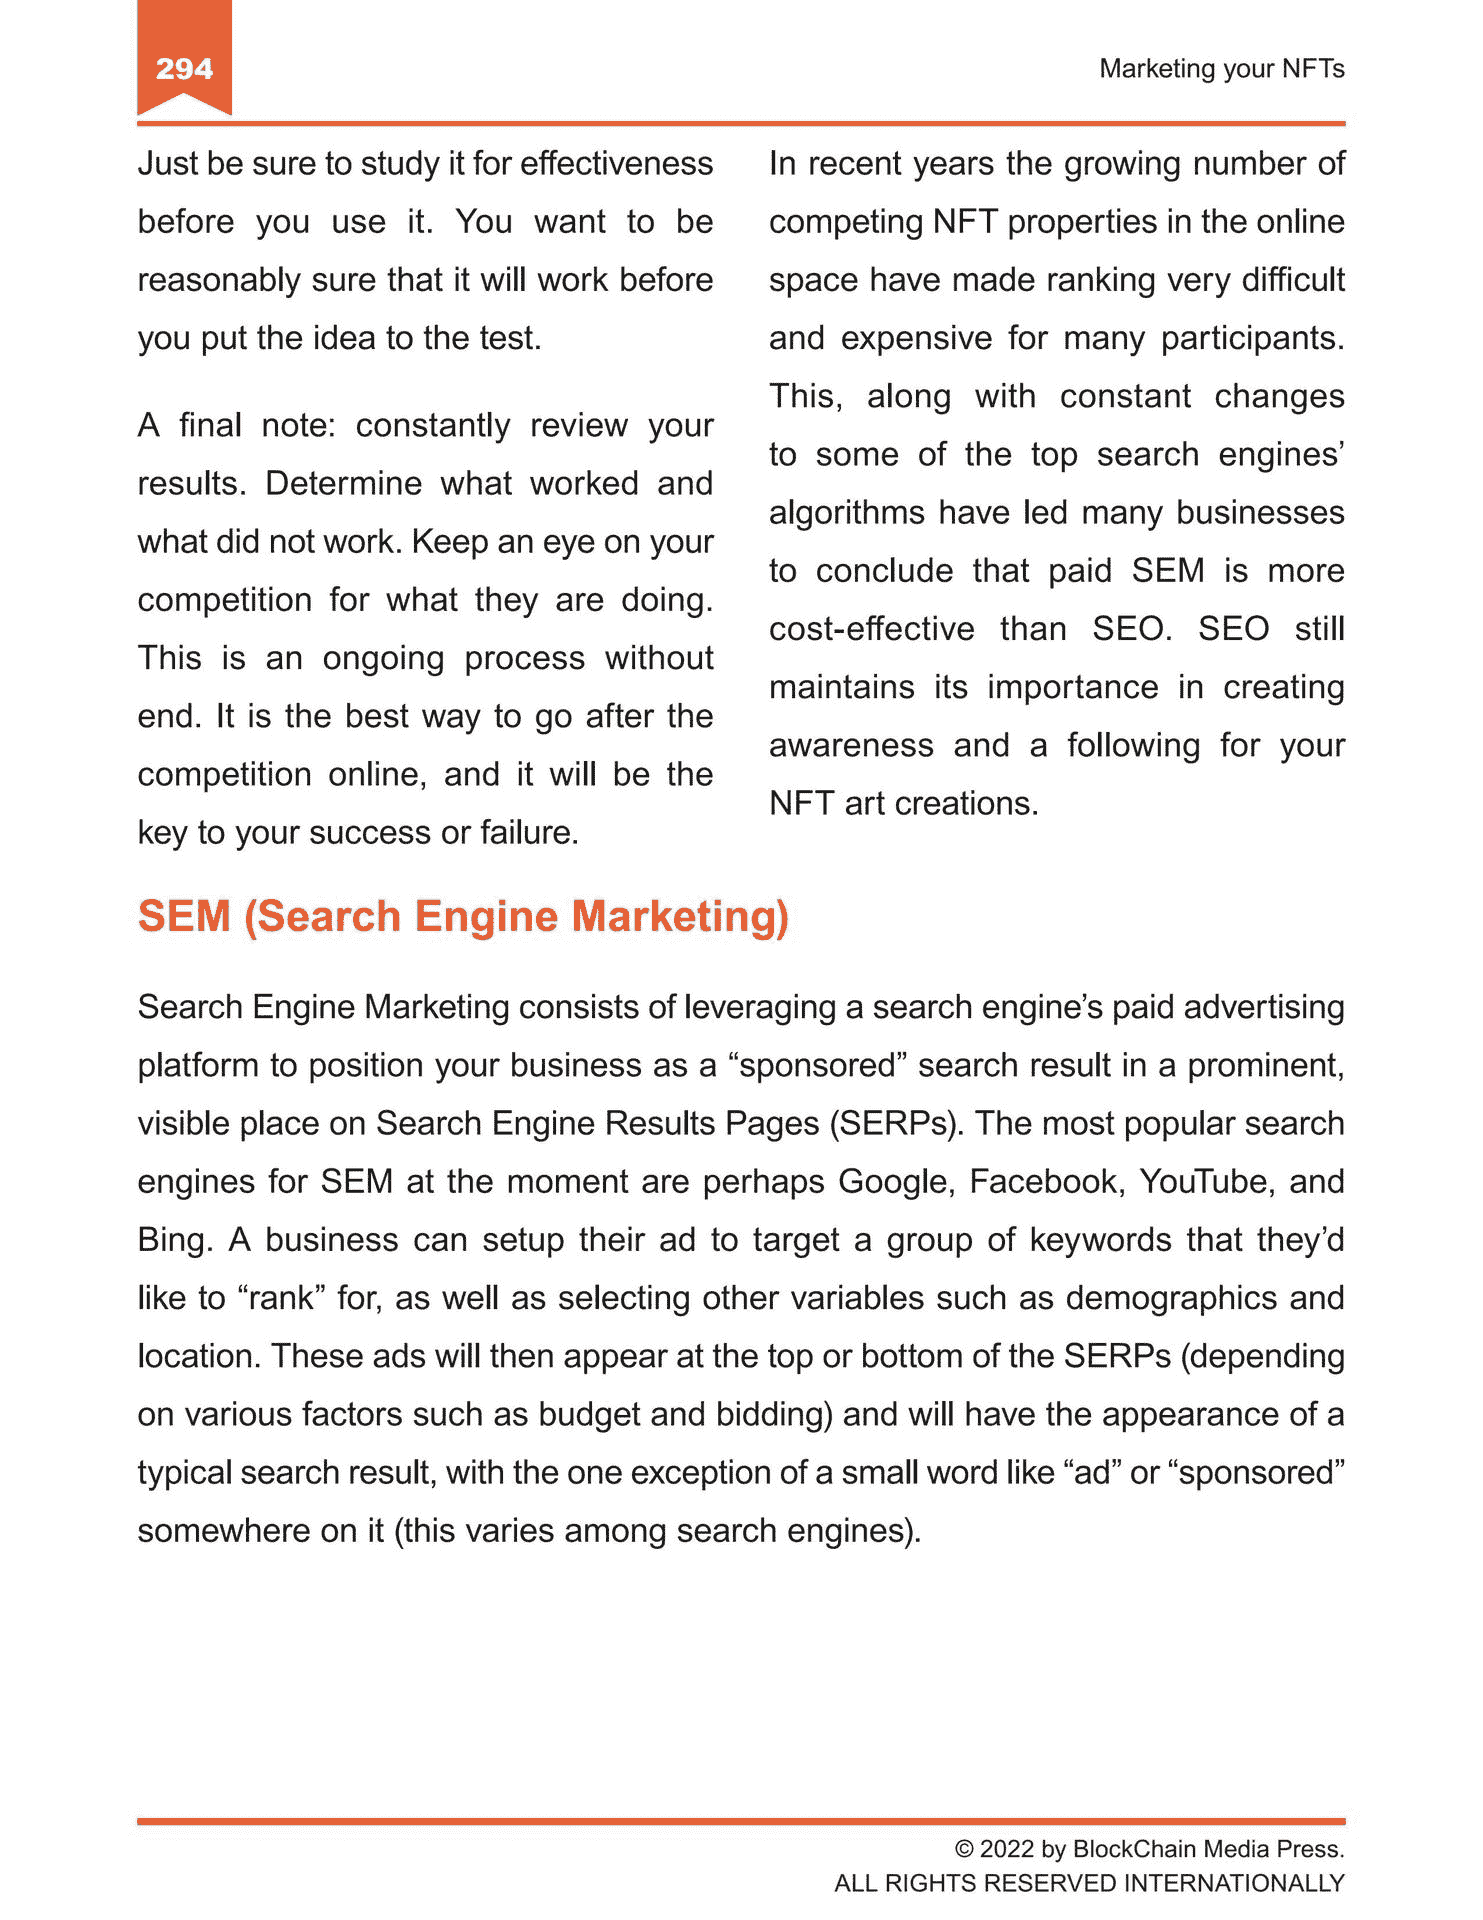 294
Marketing your NFTs
Just be sure to study it for effectiveness
before you use it. You want to be
reasonably sure that it will work before
you put the idea to the test.
A final note: constantly review your
results. Determine what worked and
what did not work. Keep an eye on your
competition for what they are doing.
This is an ongoing process without
end. It is the best way to go after the
competition online, and it will be the
key to your success or failure.
In recent years the growing number of
competing NFT properties in the online
space have made ranking very difficult
and expensive for many participants.
This, along with constant changes
to some of the top search engines’
algorithms have led many businesses
to conclude that paid SEM is more
cost-effective than SEO. SEO still
maintains its importance in creating
awareness and a following for your
NFT art creations.
SEM (Search Engine Marketing)
Search Engine Marketing consists of leveraging a search engine’s paid advertising
platform to position your business as a “sponsored” search result in a prominent,
visible place on Search Engine Results Pages (SERPs). The most popular search
engines for SEM at the moment are perhaps Google, Facebook, YouTube, and
Bing. A business can setup their ad to target a group of keywords that they’d
like to “rank” for, as well as selecting other variables such as demographics and
location. These ads will then appear at the top or bottom of the SERPs (depending
on various factors such as budget and bidding) and will have the appearance of a
typical search result, with the one exception of a small word like “ad” or “sponsored”
somewhere on it (this varies among search engines).
© 2022 by BlockChain Media Press.
ALL RIGHTS RESERVED INTERNATIONALLY